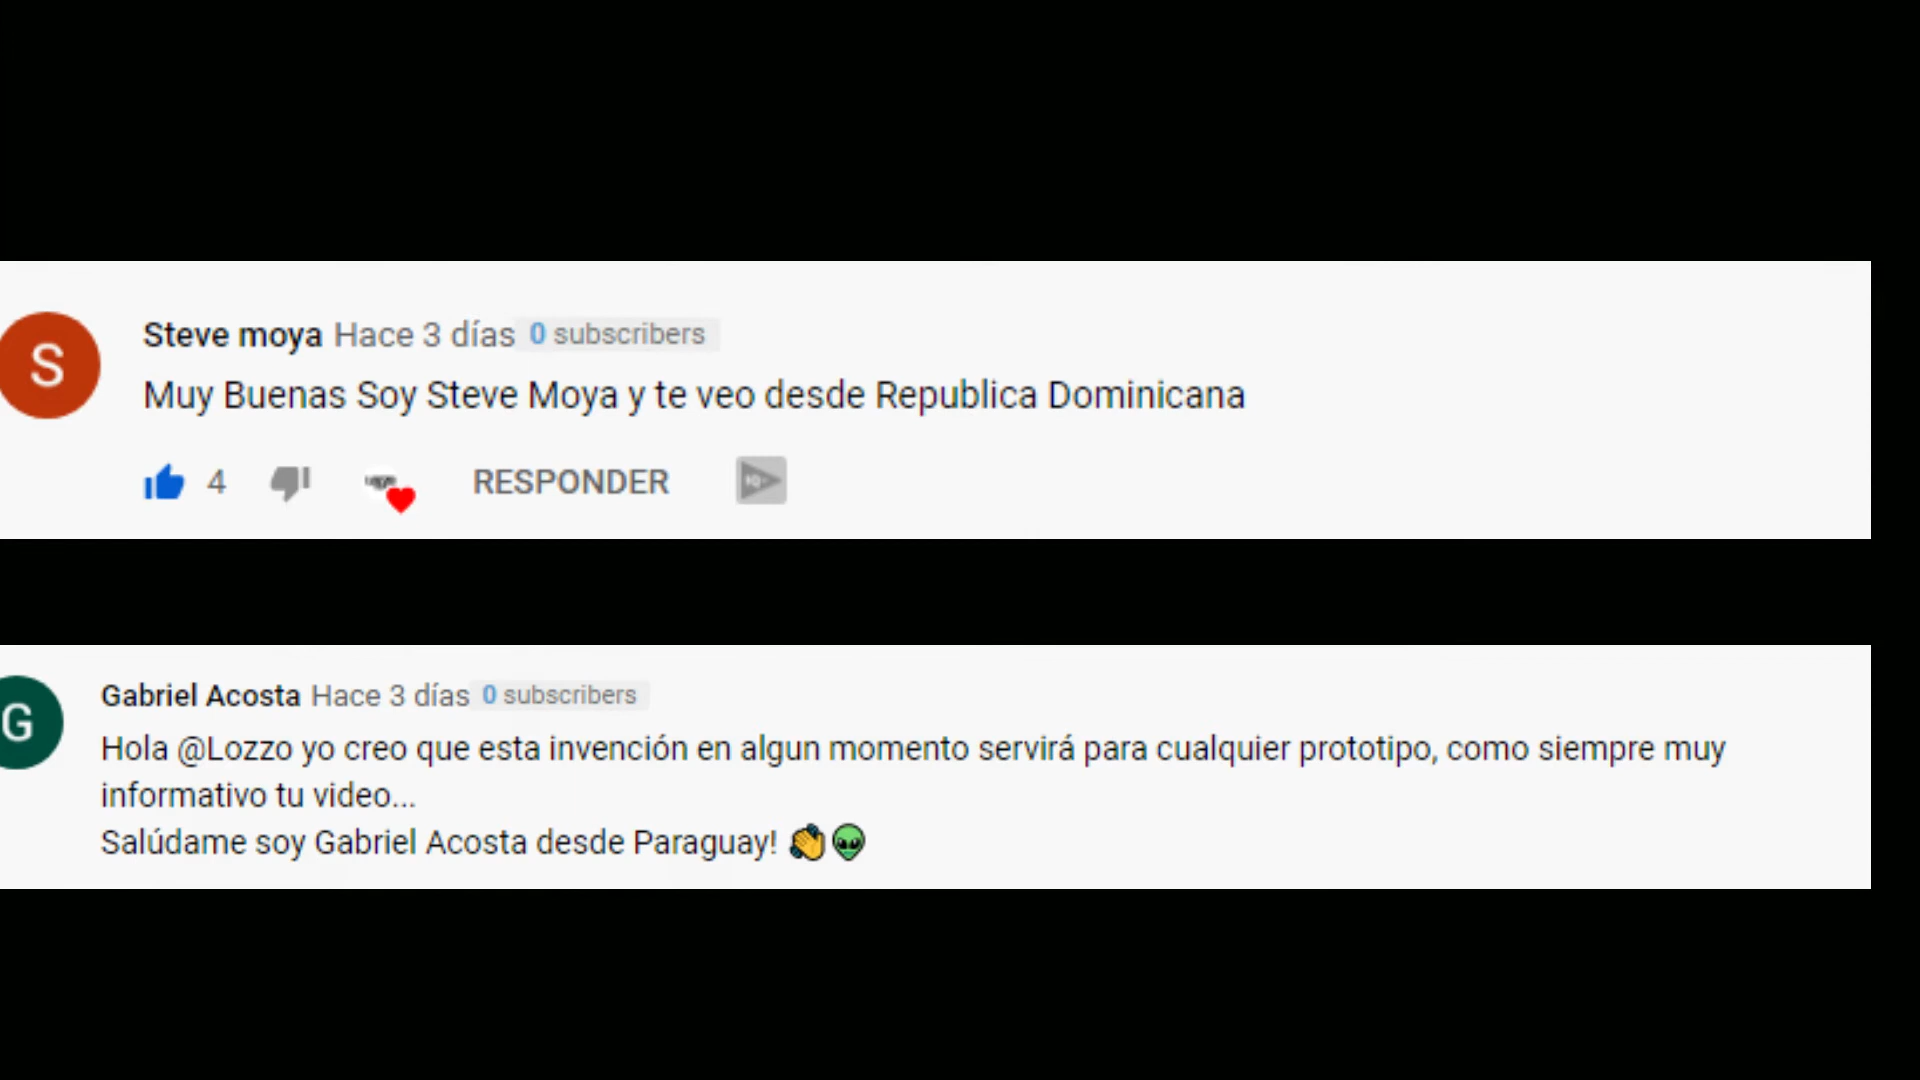 S
Steve moya Hace 3 días 0 subscribers
Muy Buenas Soy Steve Moya y te veo desde Republica Dominicana
4 RESPONDER
G
Gabriel Acosta Hace 3 días 0 subscribers
Hola @Lozzo yo creo que esta invención en algun momento servirá para cualquier prototipo, como siempre muy
informativo tu video...
Salúdame soy Gabriel Acosta desde Paraguay! 👏👽